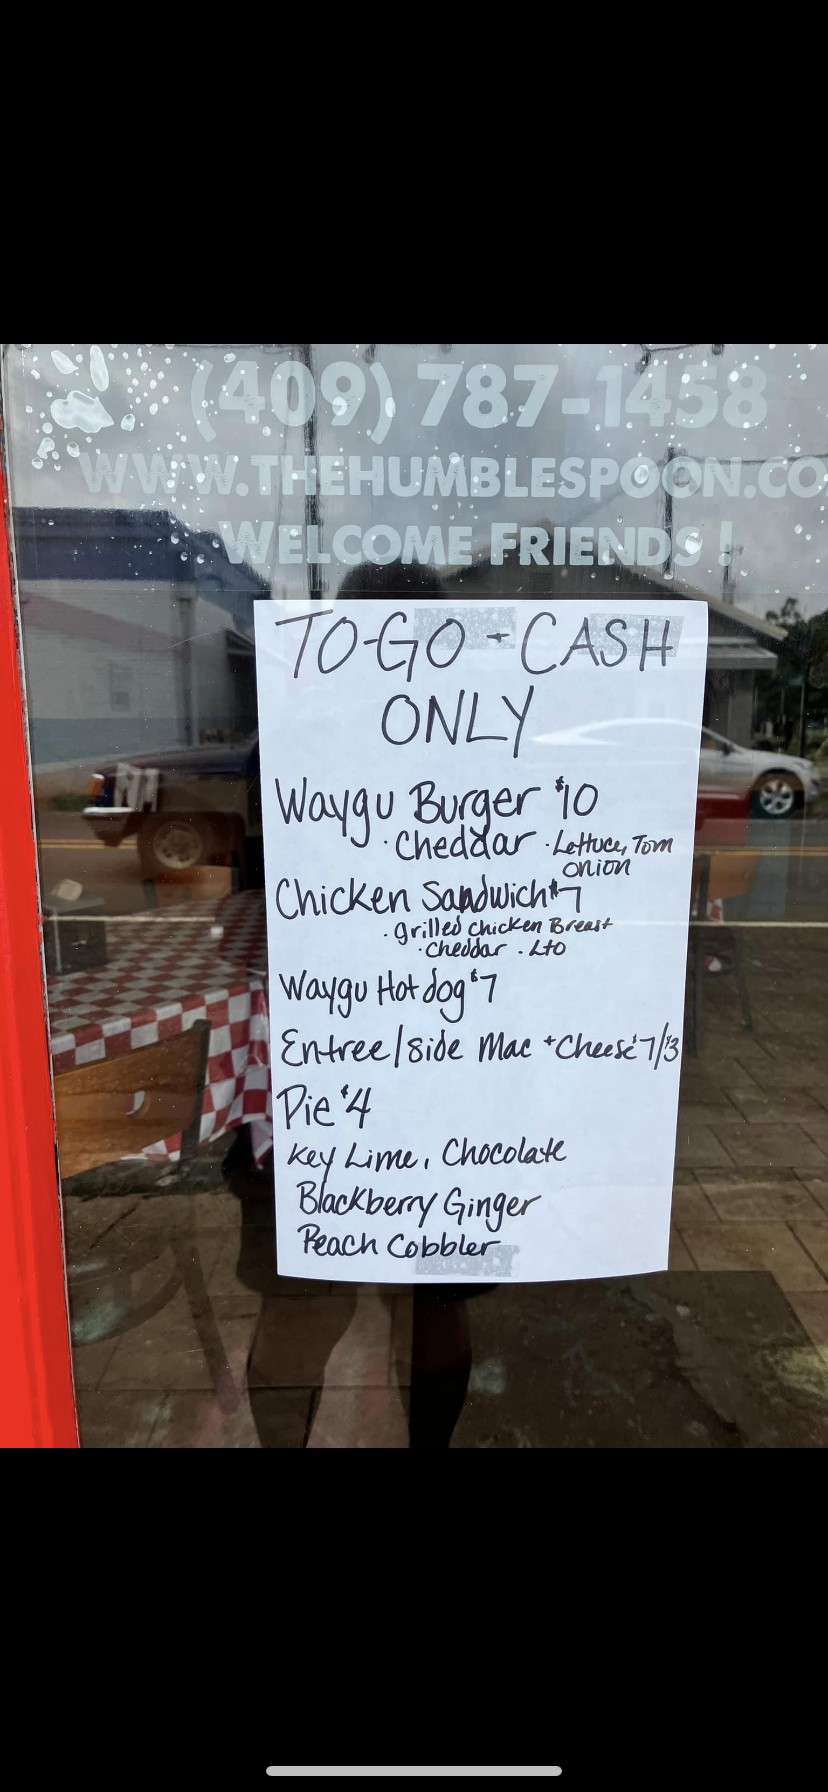 (409) 787-1458
WWW.THEHUMBLESPOON.CO
WELCOME FRIENDS !
TO-GO - CASH
ONLY
Waygu Burger $10
· Cheddar · Lettuce, Tom
onion
Chicken Sandwich $7
· grilled chicken Breast
· Cheddar · Lto
Waygu Hot dog $7
Entree/side Mac + Cheese $7/$3
Pie $4
Key Lime, Chocolate
Blackberry Ginger
Peach Cobbler